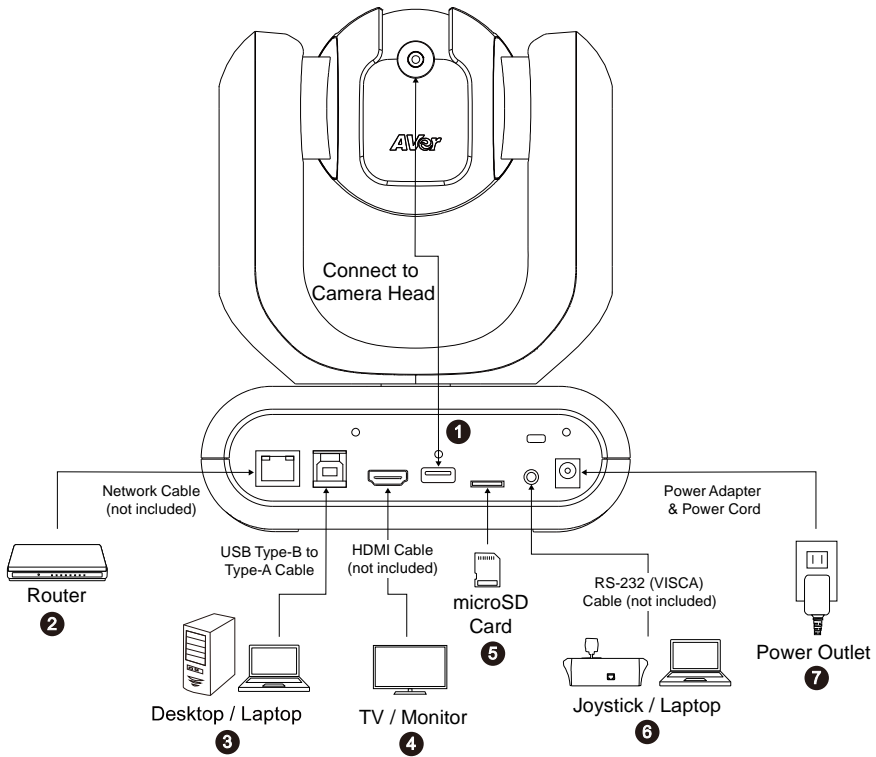 AVer
Connect to
Camera Head
1
Network Cable
(not included)
Power Adapter
& Power Cord
USB Type-B to
Type-A Cable
HDMI Cable
(not included)
RS-232 (VISCA)
Cable (not included)
Router
2
microSD
Card
5
Power Outlet
7
Desktop / Laptop
3
TV / Monitor
4
Joystick / Laptop
6